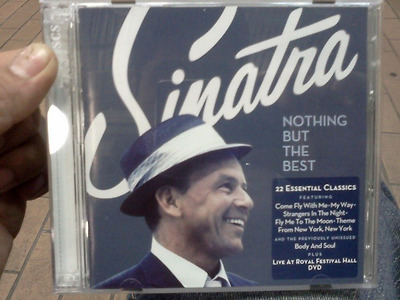 Sinatra
NOTHING
BUT THE
BEST
22 ESSENTIAL CLASSICS
FEATURING
COME FLY WITH ME • MY WAY •
STRANGERS IN THE NIGHT •
FLY ME TO THE MOON • THEME
FROM NEW YORK, NEW YORK
AND THE PREVIOUSLY UNISSUED
BODY AND SOUL
PLUS
LIVE AT ROYAL FESTIVAL HALL
DVD